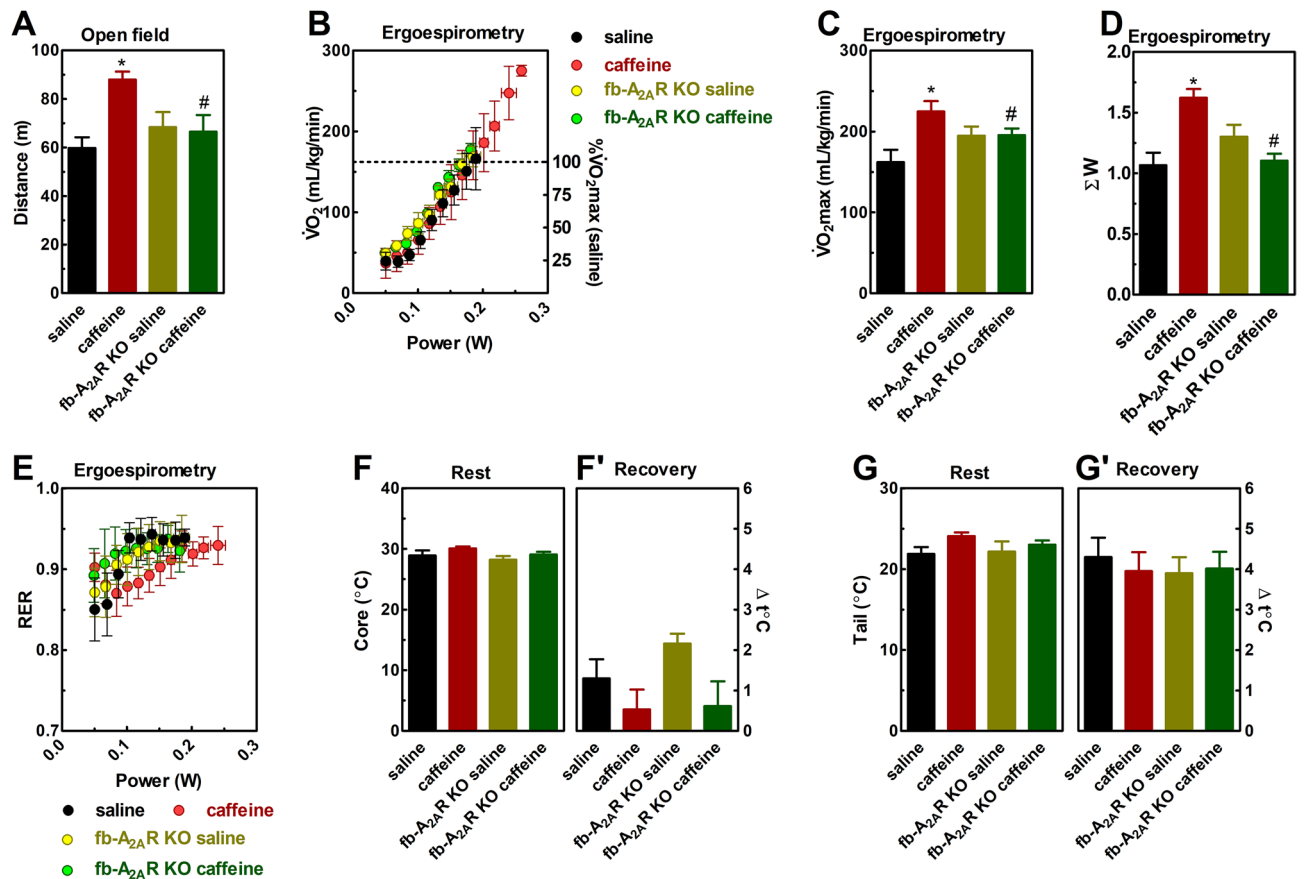 A
Open field
Distance (m)
100
80
60
40
20
0
*
#
saline
caffeine
fb-A2AR KO saline
fb-A2AR KO caffeine
B
Ergoespirometry
V̇O2 (mL/kg/min)
300
200
100
0
0.0
0.1
0.2
0.3
Power (W)
100
75
50
25
%V̇O2max (saline)
saline
caffeine
fb-A2AR KO saline
fb-A2AR KO caffeine
C
Ergoespirometry
V̇O2max (mL/kg/min)
300
200
100
0
*
#
saline
caffeine
fb-A2AR KO saline
fb-A2AR KO caffeine
D
Ergoespirometry
Σ W
2.0
1.5
1.0
0.5
0.0
*
#
saline
caffeine
fb-A2AR KO saline
fb-A2AR KO caffeine
E
Ergoespirometry
RER
1.0
0.9
0.8
0.7
0.0
0.1
0.2
0.3
Power (W)
saline
caffeine
fb-A2AR KO saline
fb-A2AR KO caffeine
F
Rest
Core (°C)
40
30
20
10
0
saline
caffeine
fb-A2AR KO saline
fb-A2AR KO caffeine
F'
Recovery
6
5
4
3
2
1
0
Δ t°C
saline
caffeine
fb-A2AR KO saline
fb-A2AR KO caffeine
G
Rest
Tail (°C)
30
20
10
0
saline
caffeine
fb-A2AR KO saline
fb-A2AR KO caffeine
G'
Recovery
6
5
4
3
2
1
0
Δ t°C
saline
caffeine
fb-A2AR KO saline
fb-A2AR KO caffeine